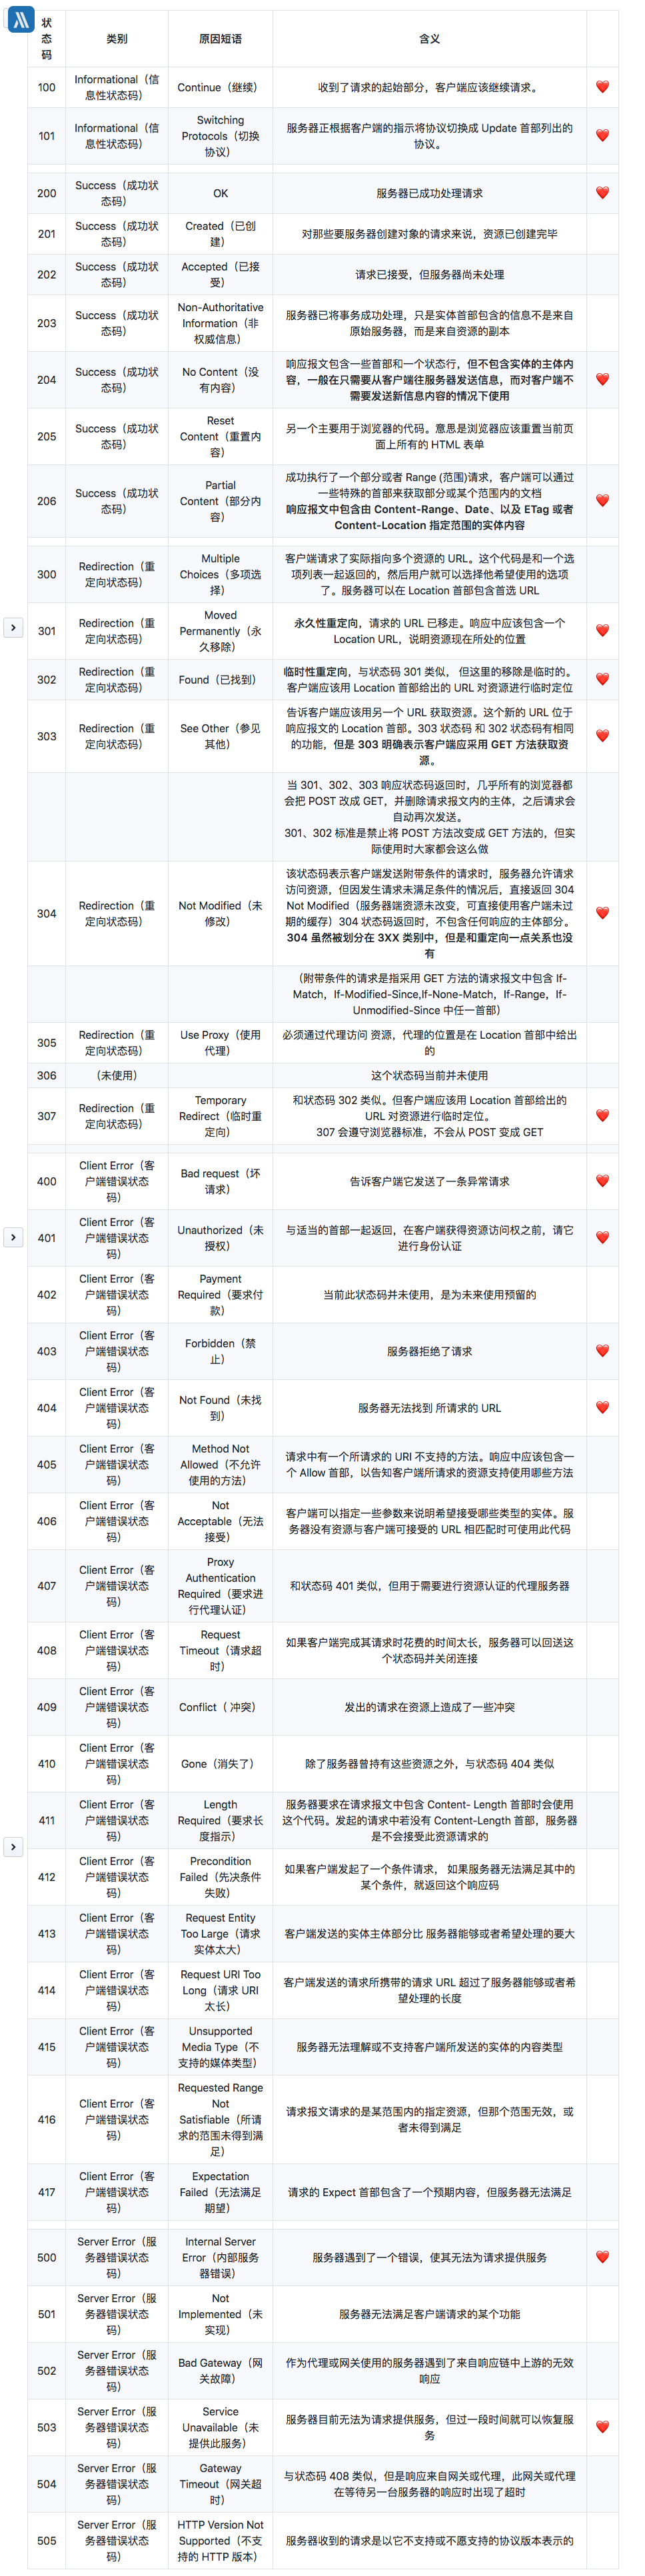 状态码 类别 原因短语 含义
100 Informational（信息性状态码） Continue（继续） 收到了请求的起始部分，客户端应该继续请求。 ❤️
101 Informational（信息性状态码） Switching Protocols（切换协议） 服务器正根据客户端的指示将协议切换成 Update 首部列出的协议。 ❤️
200 Success（成功状态码） OK 服务器已成功处理请求 ❤️
201 Success（成功状态码） Created（已创建） 对那些要服务器创建对象的请求来说，资源已创建完毕
202 Success（成功状态码） Accepted（已接受） 请求已接受，但服务器尚未处理
203 Success（成功状态码） Non-Authoritative Information（非权威信息） 服务器已将事务成功处理，只是实体首部包含的信息不是来自原始服务器，而是来自资源的副本
204 Success（成功状态码） No Content（没有内容） 响应报文包含一些首部和一个状态行，但不包含实体的主体内容，一般在只需要从客户端往服务器发送信息，而对客户端不需要发送新信息内容的情况下使用 ❤️
205 Success（成功状态码） Reset Content（重置内容） 另一个主要用于浏览器的代码。意思是浏览器应该重置当前页面上所有的 HTML 表单
206 Success（成功状态码） Partial Content（部分内容） 成功执行了一个部分或者 Range (范围)请求，客户端可以通过一些特殊的首部来获取部分或某个范围内的文档
响应报文中包含由 Content-Range、Date、以及 ETag 或者 Content-Location 指定范围的实体内容 ❤️
300 Redirection（重定向状态码） Multiple Choices（多项选择） 客户端请求了实际指向多个资源的 URL。这个代码是和一个选项列表一起返回的，然后用户就可以选择他希望使用的选项了。服务器可以在 Location 首部包含首选 URL
301 Redirection（重定向状态码） Moved Permanently（永久移除） 永久性重定向，请求的 URL 已移走。响应中应该包含一个 Location URL，说明资源现在所处的位置 ❤️
302 Redirection（重定向状态码） Found（已找到） 临时性重定向，与状态码 301 类似， 但这里的移除是临时的。客户端应该用 Location 首部给出的 URL 对资源进行临时定位 ❤️
303 Redirection（重定向状态码） See Other（参见其他） 告诉客户端应该用另一个 URL 获取资源。这个新的 URL 位于响应报文的 Location 首部。303 状态码 和 302 状态码有相同的功能，但是 303 明确表示客户端应采用 GET 方法获取资源。 ❤️
当 301、302、303 响应状态码返回时，几乎所有的浏览器都会把 POST 改成 GET，并删除请求报文内的主体，之后请求会自动再次发送。
301、302 标准是禁止将 POST 方法改变成 GET 方法的，但实际使用时大家都会这么做
304 Redirection（重定向状态码） Not Modified（未修改） 该状态码表示客户端发送附带条件的请求时，服务器允许请求访问资源，但因发生请求未满足条件的情况后，直接返回 304 Not Modified（服务器端资源未改变，可直接使用客户端未过期的缓存）304 状态码返回时，不包含任何响应的主体部分。304 虽然被划分在 3XX 类别中，但是和重定向一点关系也没有 ❤️
（附带条件的请求是指采用 GET 方法的请求报文中包含 If-Match，If-Modified-Since,If-None-Match，If-Range，If-Unmodified-Since 中任一首部）
305 Redirection（重定向状态码） Use Proxy（使用代理） 必须通过代理访问 资源，代理的位置是在 Location 首部中给出的
306 （未使用） 这个状态码当前并未使用
307 Redirection（重定向状态码） Temporary Redirect（临时重定向） 和状态码 302 类似。但客户端应该用 Location 首部给出的 URL 对资源进行临时定位。
307 会遵守浏览器标准，不会从 POST 变成 GET ❤️
400 Client Error（客户端错误状态码） Bad request（坏请求） 告诉客户端它发送了一条异常请求 ❤️
401 Client Error（客户端错误状态码） Unauthorized（未授权） 与适当的首部一起返回，在客户端获得资源访问权之前，请它进行身份认证 ❤️
402 Client Error（客户端错误状态码） Payment Required（要求付款） 当前此状态码并未使用，是为未来使用预留的
403 Client Error（客户端错误状态码） Forbidden（禁止） 服务器拒绝了请求 ❤️
404 Client Error（客户端错误状态码） Not Found（未找到） 服务器无法找到 所请求的 URL ❤️
405 Client Error（客户端错误状态码） Method Not Allowed（不允许使用的方法） 请求中有一个所请求的 URI 不支持的方法。响应中应该包含一个 Allow 首部，以告知客户端所请求的资源支持使用哪些方法
406 Client Error（客户端错误状态码） Not Acceptable（无法接受） 客户端可以指定一些参数来说明希望接受哪些类型的实体。服务器没有资源与客户端可接受的 URL 相匹配时可使用此代码
407 Client Error（客户端错误状态码） Proxy Authentication Required（要求进行代理认证） 和状态码 401 类似，但用于需要进行资源认证的代理服务器
408 Client Error（客户端错误状态码） Request Timeout（请求超时） 如果客户端完成其请求时花费的时间太长，服务器可以回送这个状态码并关闭连接
409 Client Error（客户端错误状态码） Conflict（ 冲突） 发出的请求在资源上造成了一些冲突
410 Client Error（客户端错误状态码） Gone（消失了） 除了服务器曾持有这些资源之外，与状态码 404 类似
411 Client Error（客户端错误状态码） Length Required（要求长度指示） 服务器要求在请求报文中包含 Content- Length 首部时会使用这个代码。发起的请求中若没有 Content-Length 首部，服务器是不会接受此资源请求的
412 Client Error（客户端错误状态码） Precondition Failed（先决条件失败） 如果客户端发起了一个条件请求， 如果服务器无法满足其中的某个条件，就返回这个响应码
413 Client Error（客户端错误状态码） Request Entity Too Large（请求实体太大） 客户端发送的实体主体部分比 服务器能够或者希望处理的要大
414 Client Error（客户端错误状态码） Request URI Too Long（请求 URI 太长） 客户端发送的请求所携带的请求 URL 超过了服务器能够或者希望处理的长度
415 Client Error（客户端错误状态码） Unsupported Media Type（不支持的媒体类型） 服务器无法理解或不支持客户端所发送的实体的内容类型
416 Client Error（客户端错误状态码） Requested Range Not Satisfiable（所请求的范围未得到满足） 请求报文请求的是某范围内的指定资源，但那个范围无效，或者未得到满足
417 Client Error（客户端错误状态码） Expectation Failed（无法满足期望） 请求的 Expect 首部包含了一个预期内容，但服务器无法满足
500 Server Error（服务器错误状态码） Internal Server Error（内部服务器错误） 服务器遇到了一个错误，使其无法为请求提供服务 ❤️
501 Server Error（服务器错误状态码） Not Implemented（未实现） 服务器无法满足客户端请求的某个功能
502 Server Error（服务器错误状态码） Bad Gateway（网关故障） 作为代理或网关使用的服务器遇到了来自响应链中上游的无效响应
503 Server Error（服务器错误状态码） Service Unavailable（未提供此服务） 服务器目前无法为请求提供服务，但过一段时间就可以恢复服务 ❤️
504 Server Error（服务器错误状态码） Gateway Timeout（网关超时） 与状态码 408 类似，但是响应来自网关或代理，此网关或代理在等待另一台服务器的响应时出现了超时
505 Server Error（服务器错误状态码） HTTP Version Not Supported（不支持的 HTTP 版本） 服务器收到的请求是以它不支持或不愿支持的协议版本表示的